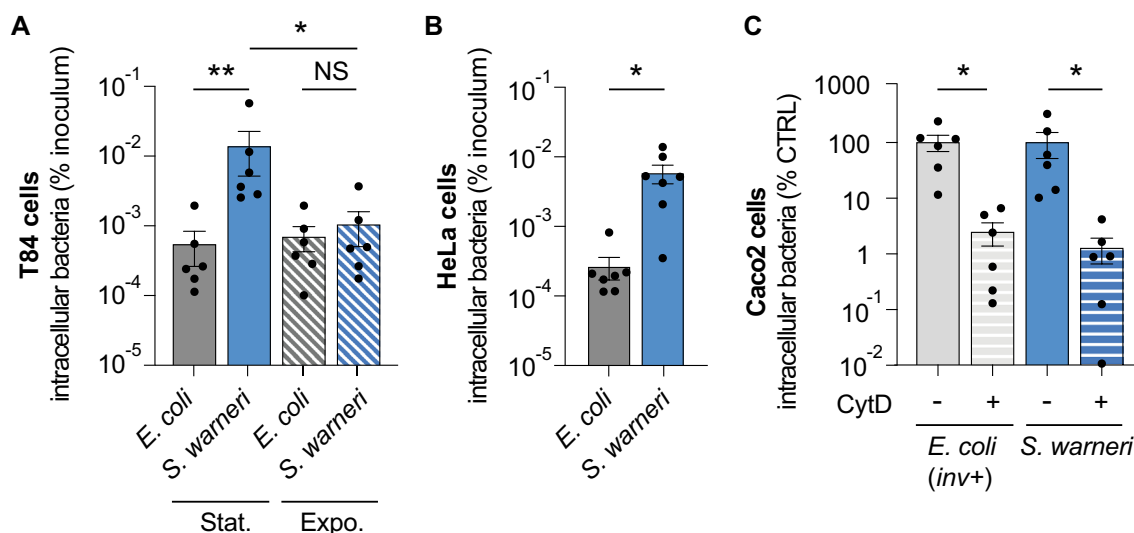 A
T84 cells
intracellular bacteria (% inoculum)
10-1
10-2
10-3
10-4
10-5
**
*
NS
E. coli
S. warneri
E. coli
S. warneri
Stat.
Expo.
B
HeLa cells
intracellular bacteria (% inoculum)
10-1
10-2
10-3
10-4
10-5
*
E. coli
S. warneri
C
Caco2 cells
intracellular bacteria (% CTRL)
1000
100
10
1
10-1
10-2
*
*
CytD
- + - +
E. coli
(inv+)
S. warneri